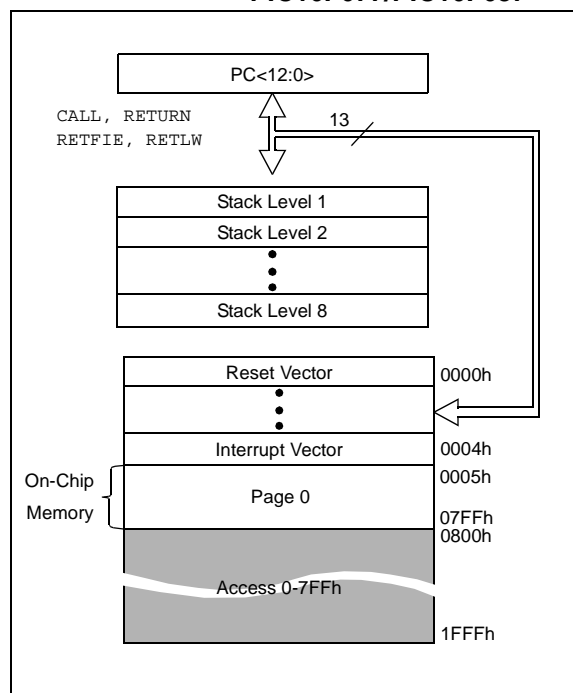 PC<12:0>
CALL, RETURN
RETFIE, RETLW
13
Stack Level 1
Stack Level 2
Stack Level 8
Reset Vector
0000h
Interrupt Vector
0004h
On-Chip
Memory
Page 0
0005h
07FFh
0800h
Access 0-7FFh
1FFFh